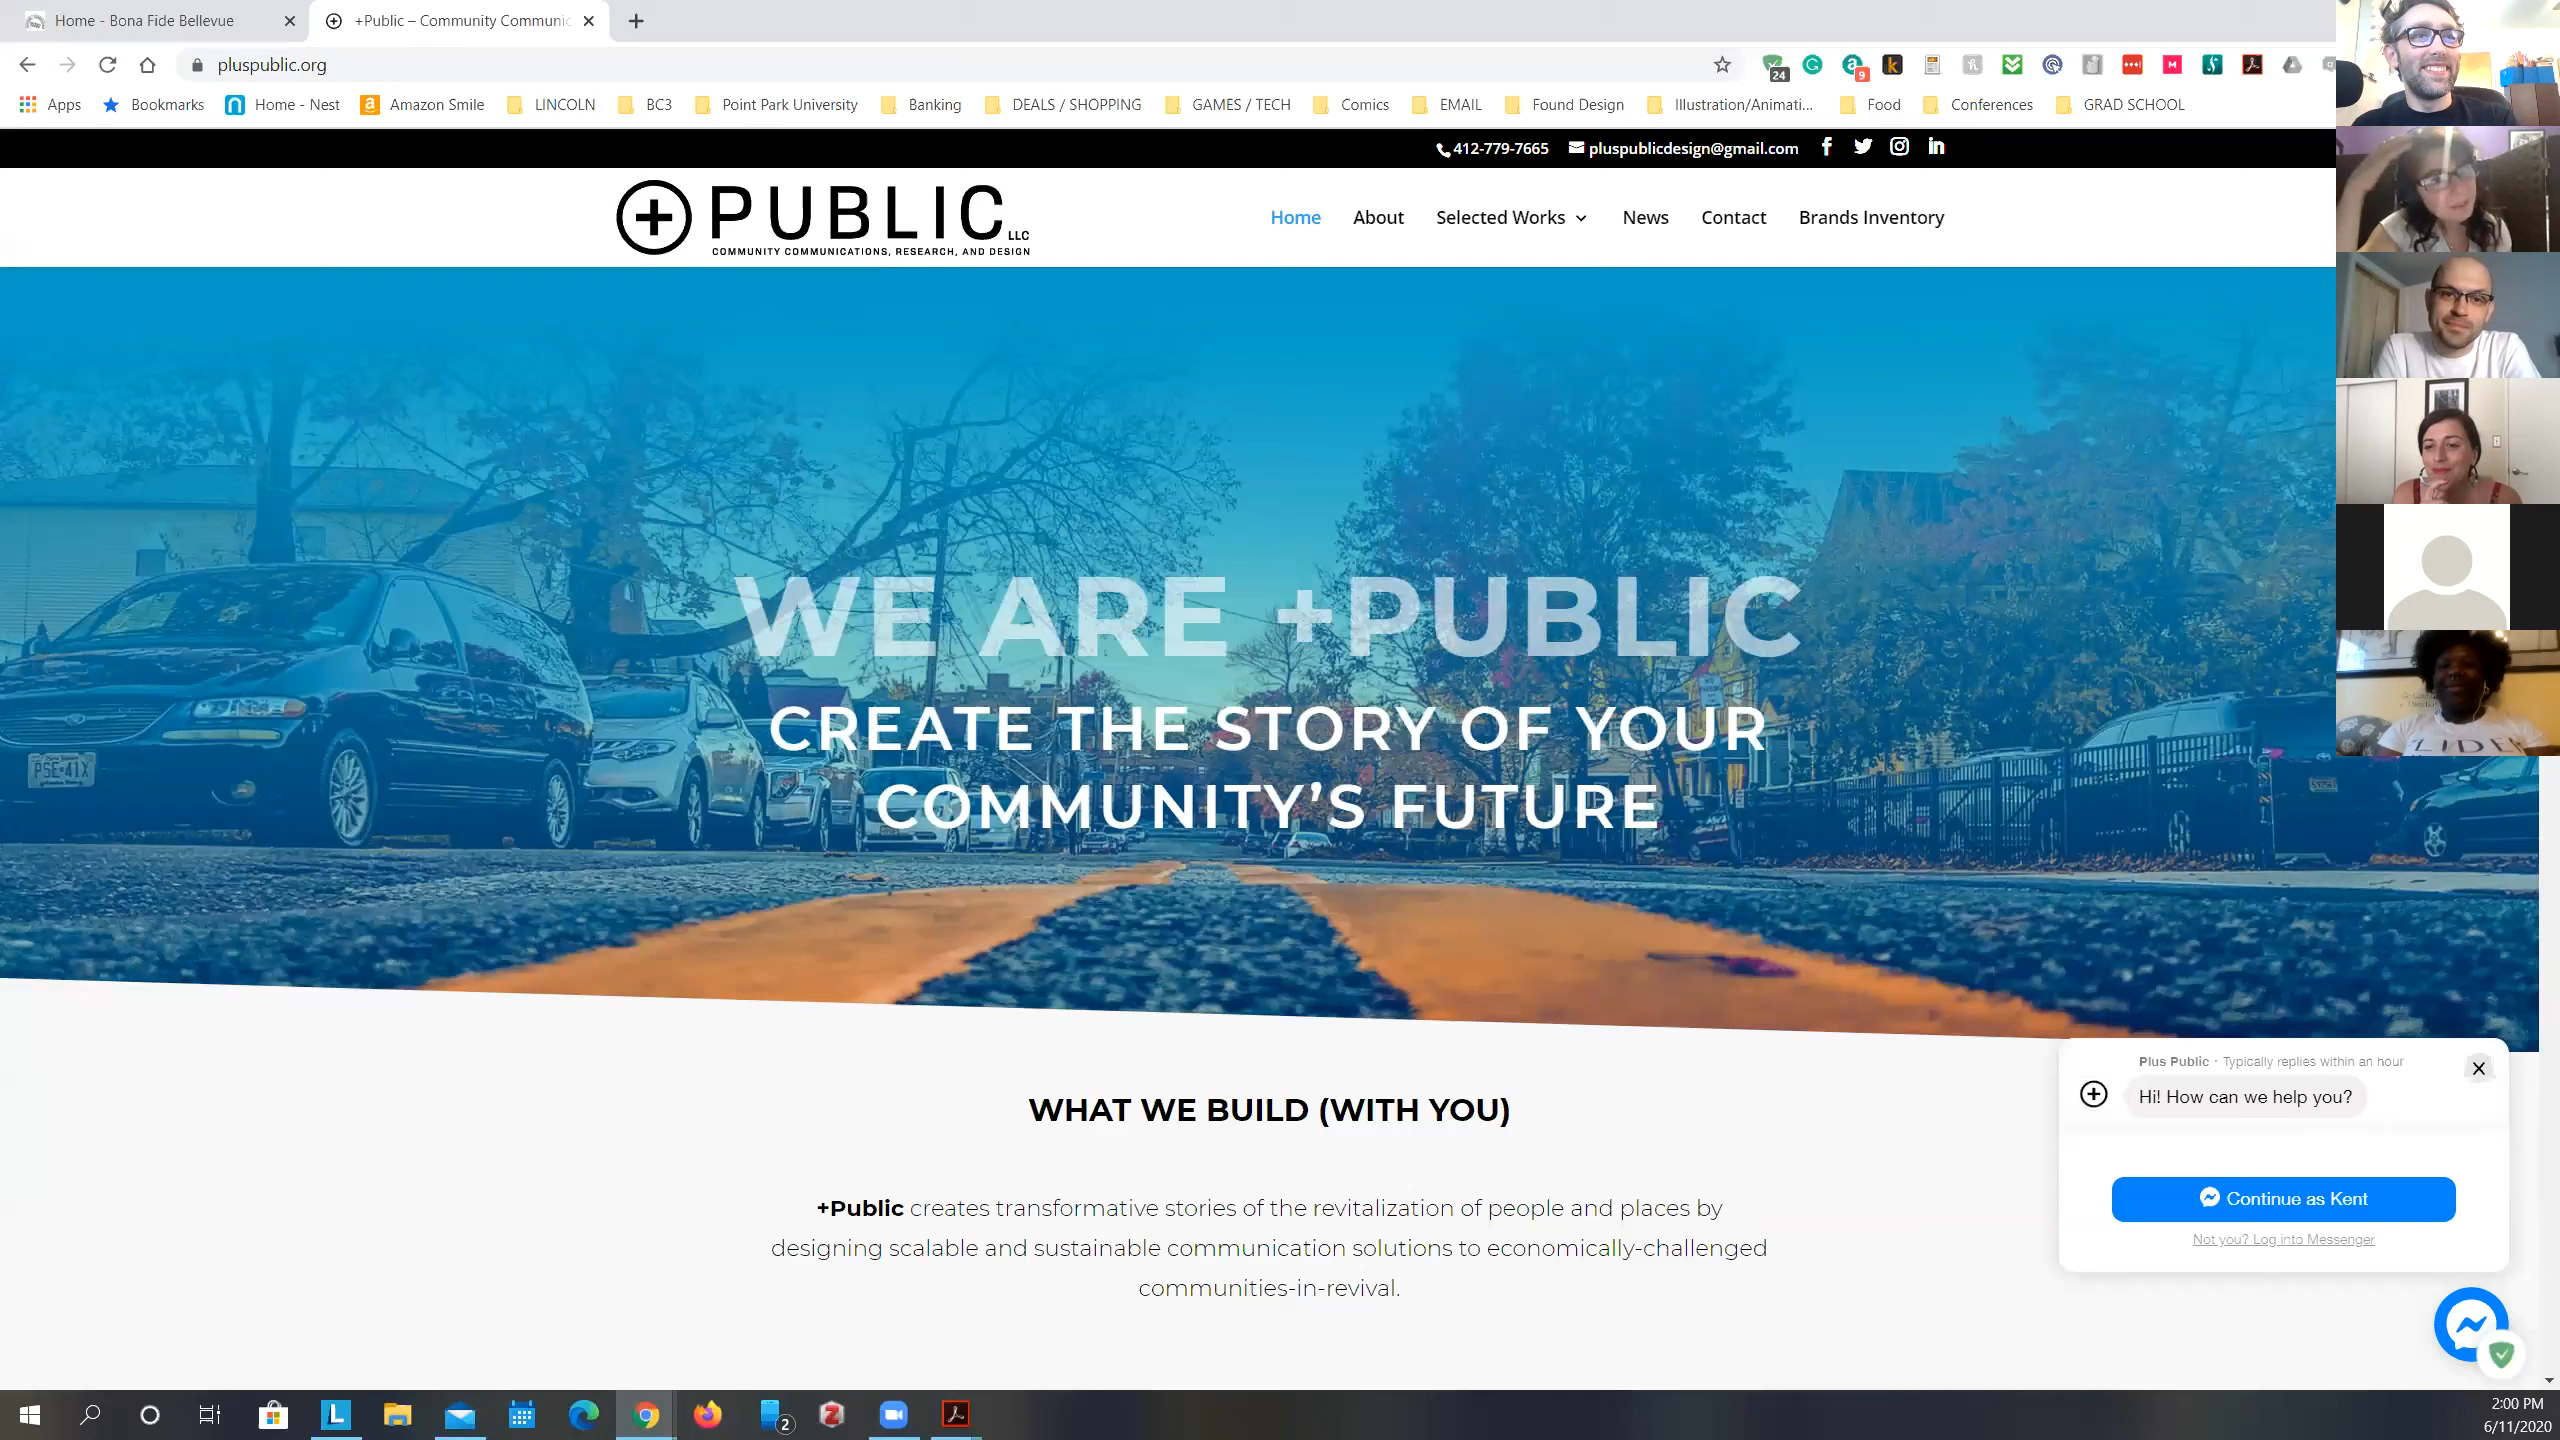 Home - Bona Fide Bellevue
+Public – Community Communic
pluspublic.org
24
9
Apps
Bookmarks
Home - Nest
Amazon Smile
LINCOLN
BC3
Point Park University
Banking
DEALS / SHOPPING
GAMES / TECH
Comics
EMAIL
Found Design
Illustration/Animati...
Food
Conferences
GRAD SCHOOL
412-779-7665
pluspublicdesign@gmail.com
PUBLIC LLC
COMMUNITY COMMUNICATIONS, RESEARCH, AND DESIGN
Home
About
Selected Works
News
Contact
Brands Inventory
WE ARE +PUBLIC
CREATE THE STORY OF YOUR
COMMUNITY'S FUTURE
PSE-41X
WHAT WE BUILD (WITH YOU)
+Public creates transformative stories of the revitalization of people and places by
designing scalable and sustainable communication solutions to economically-challenged
communities-in-revival.
Plus Public · Typically replies within an hour
Hi! How can we help you?
Continue as Kent
Not you? Log into Messenger
2
2:00 PM
6/11/2020